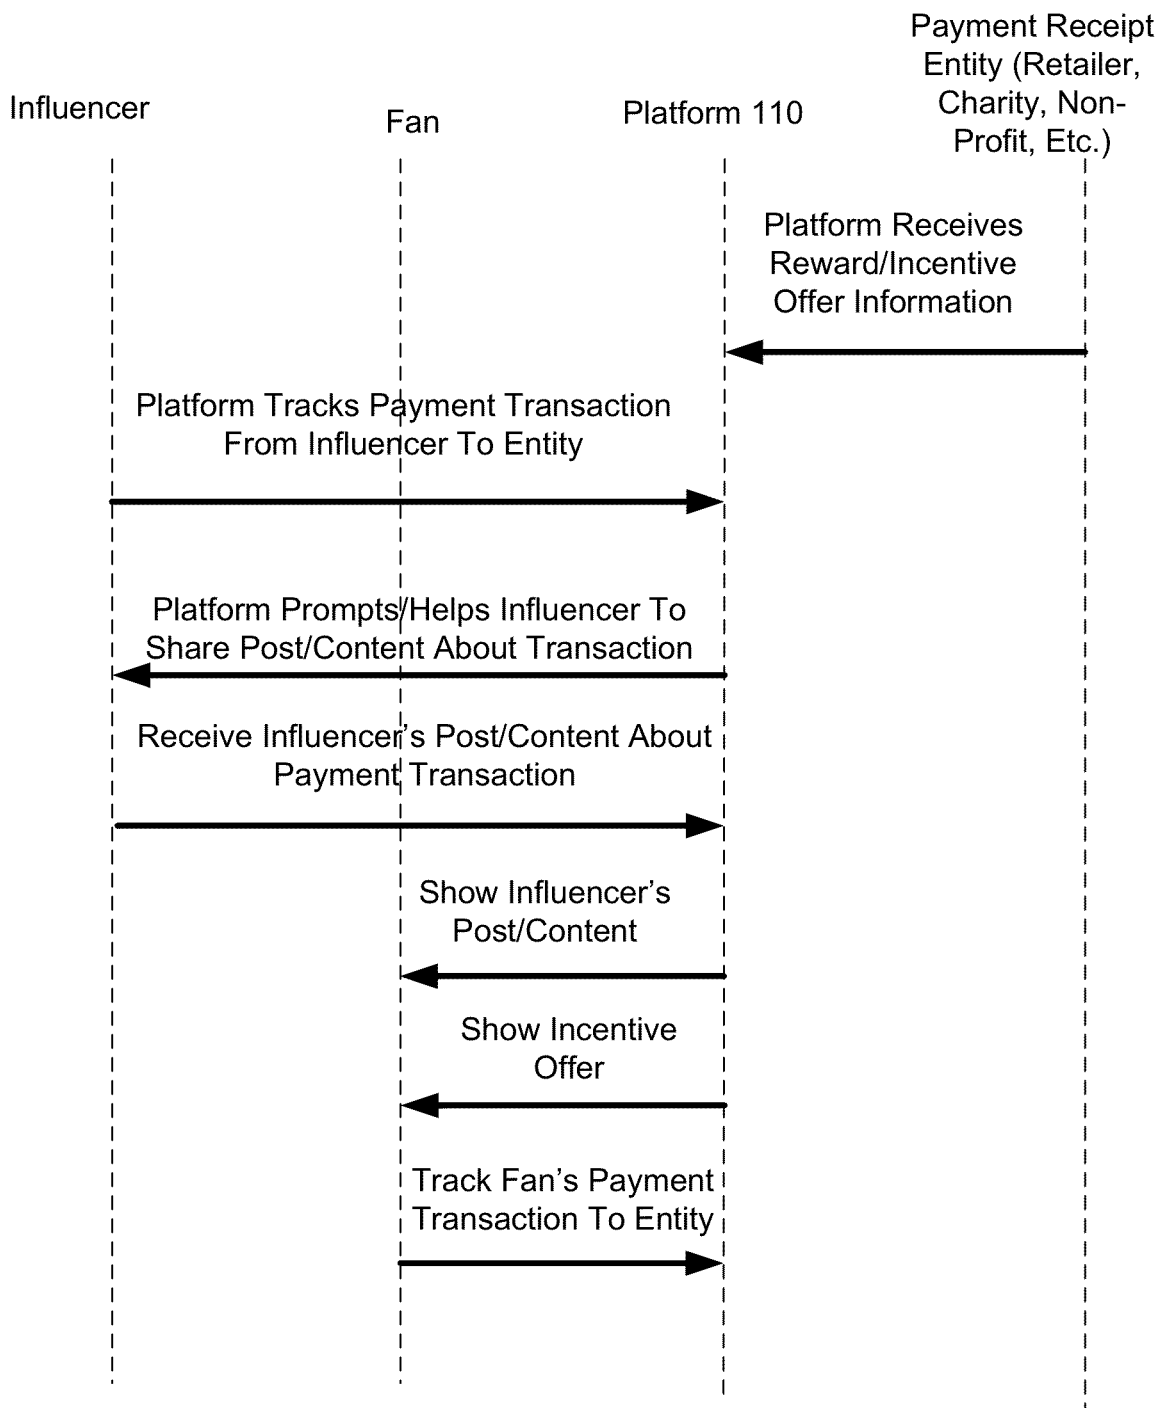 Influencer
Fan
Platform 110
Payment Receipt
Entity (Retailer,
Charity, Non-
Profit, Etc.)
Platform Receives
Reward/Incentive
Offer Information
Platform Tracks Payment Transaction
From Influencer To Entity
Platform Prompts/Helps Influencer To
Share Post/Content About Transaction
Receive Influencer's Post/Content About
Payment Transaction
Show Influencer's
Post/Content
Show Incentive
Offer
Track Fan's Payment
Transaction To Entity